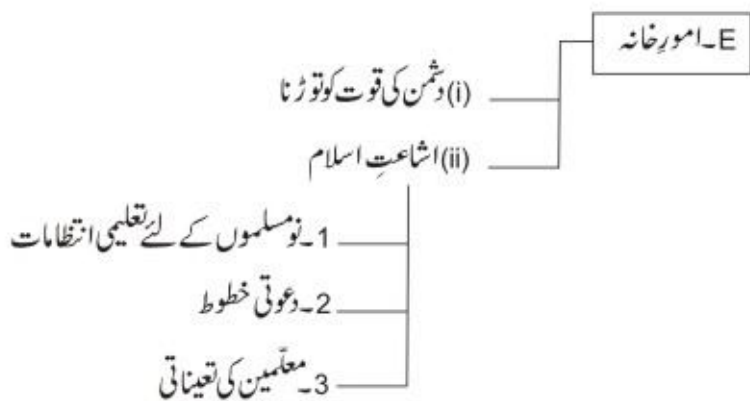 E۔امورِخانہ
(i)دشمن کی قوت کو توڑنا
(ii)اشاعتِ اسلام
1۔نومسلموں کے لئے تعلیمی انتظامات
2۔دعوتی خطوط
3۔معلّمین کی تعیناتی